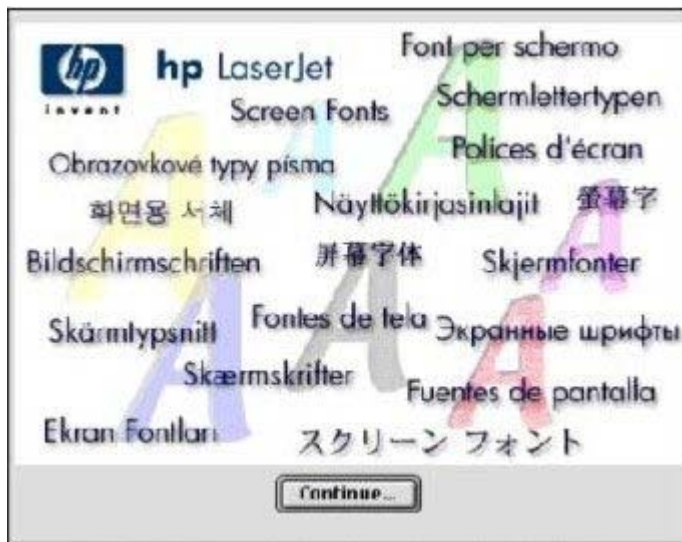 Font per schermo
hp
hp LaserJet
invent
Screen Fonts
Schermlettertypen
Polices d'écran
Obrazovkové typy písma
화면용 서체
Näyttökirjasinlajit
螢幕字
Bildschirmschriften
屏幕字体
Skjermfonter
Skärmtypsnitt
Fontes de tela
Экранные шрифты
Skærmskrifter
Fuentes de pantalla
Ekran Fontları
スクリーン フォント
Continue...